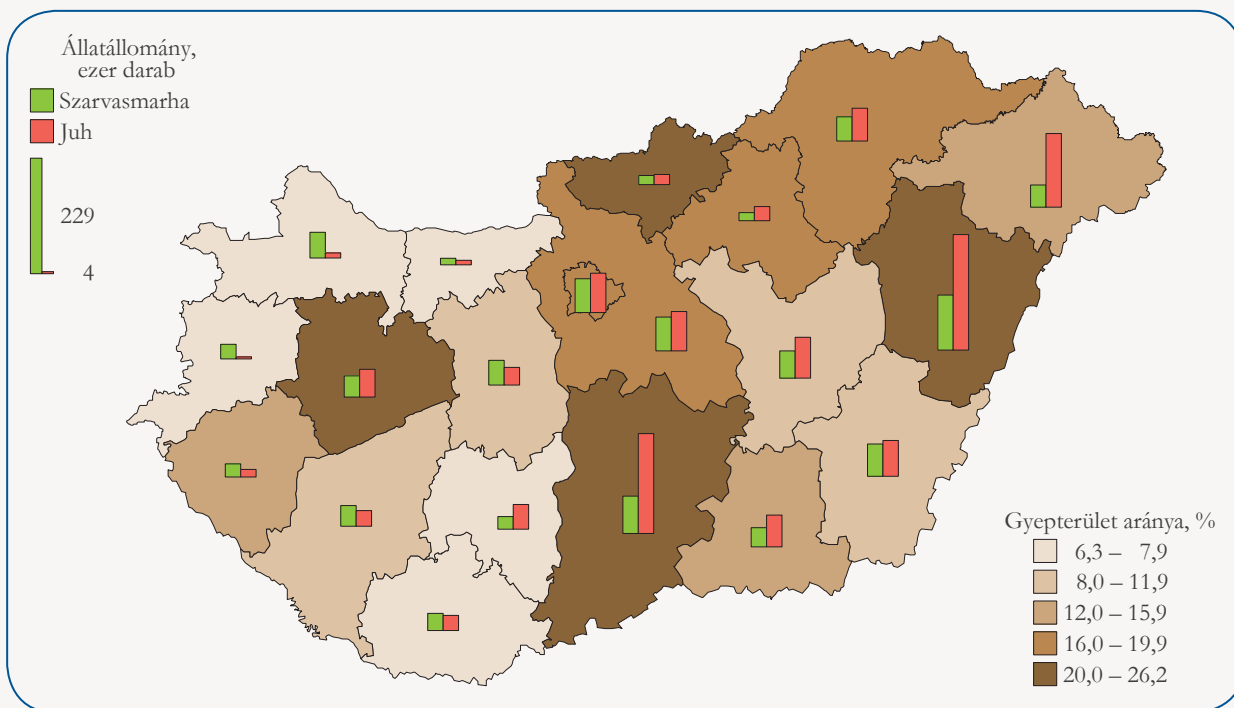 Állatállomány,
ezer darab
Szarvasmarha
Juh
229
4
Gyepterület aránya, %
6,3 – 7,9
8,0 – 11,9
12,0 – 15,9
16,0 – 19,9
20,0 – 26,2